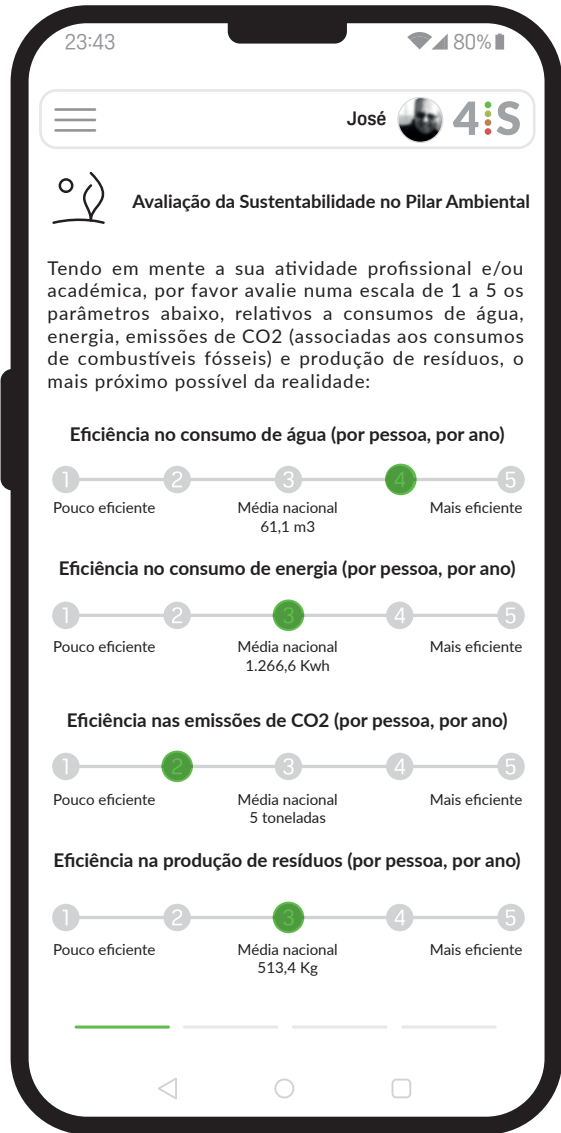 23:43 80%
José 4 S
Avaliação da Sustentabilidade no Pilar Ambiental
Tendo em mente a sua atividade profissional e/ou
académica, por favor avalie numa escala de 1 a 5 os
parâmetros abaixo, relativos a consumos de água,
energia, emissões de CO2 (associadas aos consumos
de combustíveis fósseis) e produção de resíduos, o
mais próximo possível da realidade:
Eficiência no consumo de água (por pessoa, por ano)
1 2 3 4 5
Pouco eficiente Média nacional Mais eficiente
61,1 m3
Eficiência no consumo de energia (por pessoa, por ano)
1 2 3 4 5
Pouco eficiente Média nacional Mais eficiente
1.266,6 Kwh
Eficiência nas emissões de CO2 (por pessoa, por ano)
1 2 3 4 5
Pouco eficiente Média nacional Mais eficiente
5 toneladas
Eficiência na produção de resíduos (por pessoa, por ano)
1 2 3 4 5
Pouco eficiente Média nacional Mais eficiente
513,4 Kg